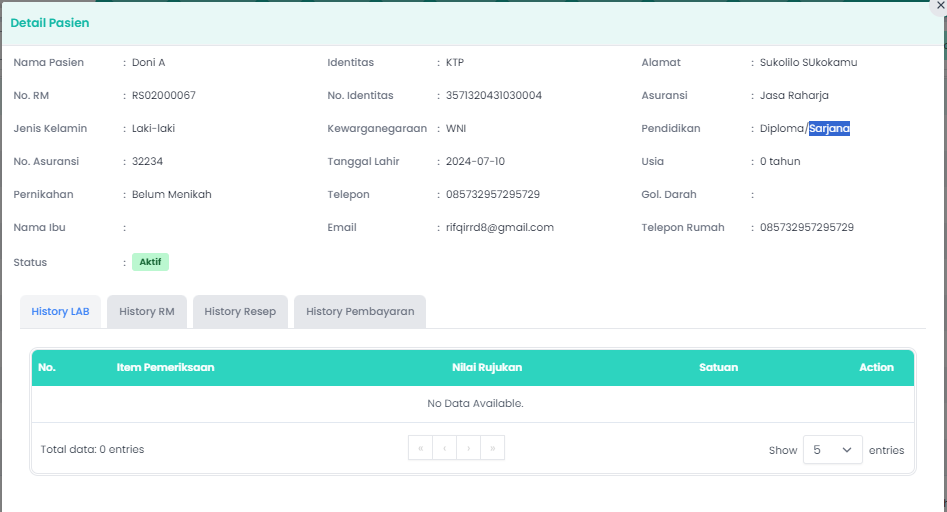 Detail Pasien
Nama Pasien : Doni A Identitas : KTP Alamat : Sukolilo SUkokamu
No. RM : RS02000067 No. Identitas : 3571320431030004 Asuransi : Jasa Raharja
Jenis Kelamin : Laki-laki Kewarganegaraan : WNI Pendidikan : Diploma/Sarjana
No. Asuransi : 32234 Tanggal Lahir : 2024-07-10 Usia : 0 tahun
Pernikahan : Belum Menikah Telepon : 085732957295729 Gol. Darah :
Nama Ibu : Email : rifqirrd8@gmail.com Telepon Rumah : 085732957295729
Status : Aktif
History LAB History RM History Resep History Pembayaran
No. Item Pemeriksaan Nilai Rujukan Satuan Action
No Data Available.
Total data: 0 entries « ‹ › » Show 5 entries